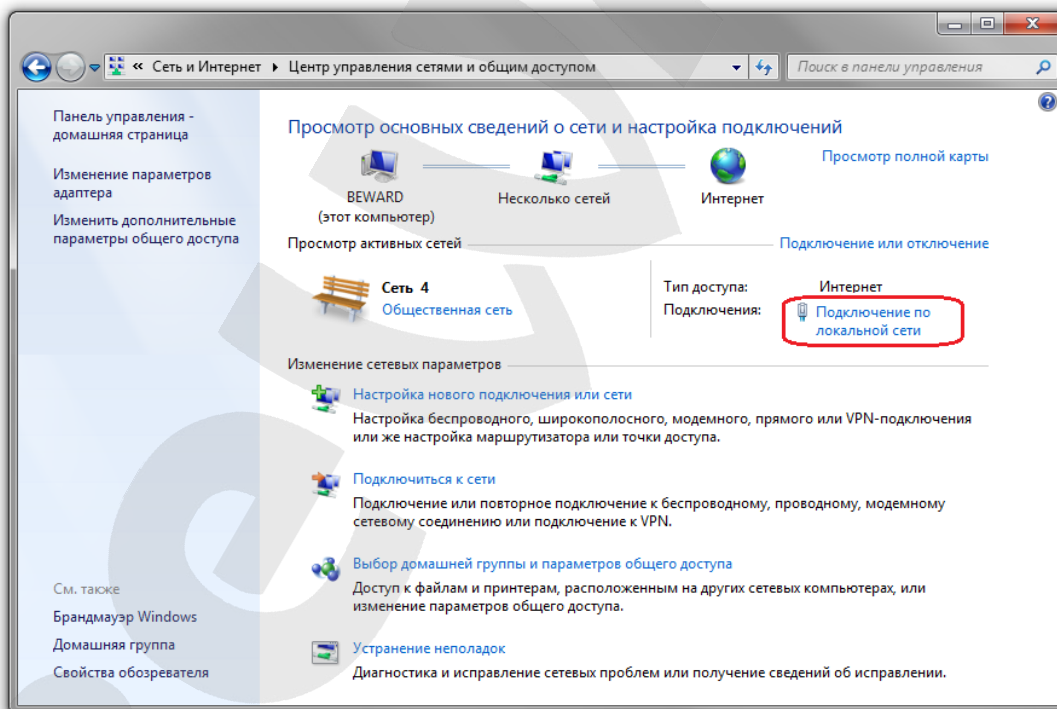 « Сеть и Интернет ▸ Центр управления сетями и общим доступом
Поиск в панели управления
Панель управления -
домашняя страница
Изменение параметров
адаптера
Изменить дополнительные
параметры общего доступа
См. также
Брандмауэр Windows
Домашняя группа
Свойства обозревателя
Просмотр основных сведений о сети и настройка подключений
BEWARD
(этот компьютер)
Несколько сетей
Интернет
Просмотр полной карты
Просмотр активных сетей
Подключение или отключение
Сеть 4
Общественная сеть
Тип доступа: Интернет
Подключения: Подключение по
локальной сети
Изменение сетевых параметров
Настройка нового подключения или сети
Настройка беспроводного, широкополосного, модемного, прямого или VPN-подключения
или же настройка маршрутизатора или точки доступа.
Подключиться к сети
Подключение или повторное подключение к беспроводному, проводному, модемному
сетевому соединению или подключение к VPN.
Выбор домашней группы и параметров общего доступа
Доступ к файлам и принтерам, расположенным на других сетевых компьютерах, или
изменение параметров общего доступа.
Устранение неполадок
Диагностика и исправление сетевых проблем или получение сведений об исправлении.